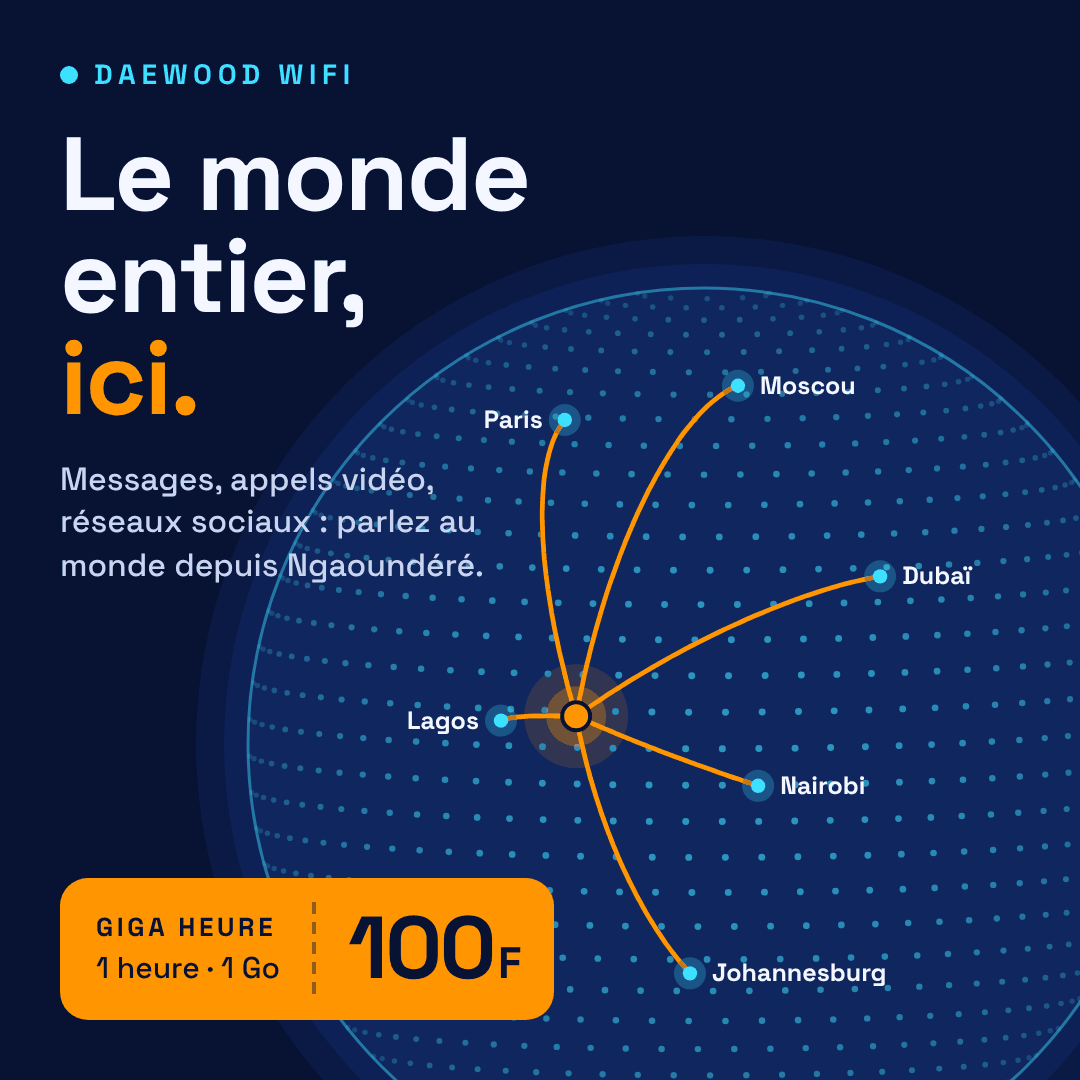 DAEWOOD WIFI
Le monde
entier,
ici.
Messages, appels vidéo,
réseaux sociaux : parlez au
monde depuis Ngaoundéré.
Moscou
Paris
Dubaï
Lagos
Nairobi
Johannesburg
GIGA HEURE
1 heure · 1 Go
100F